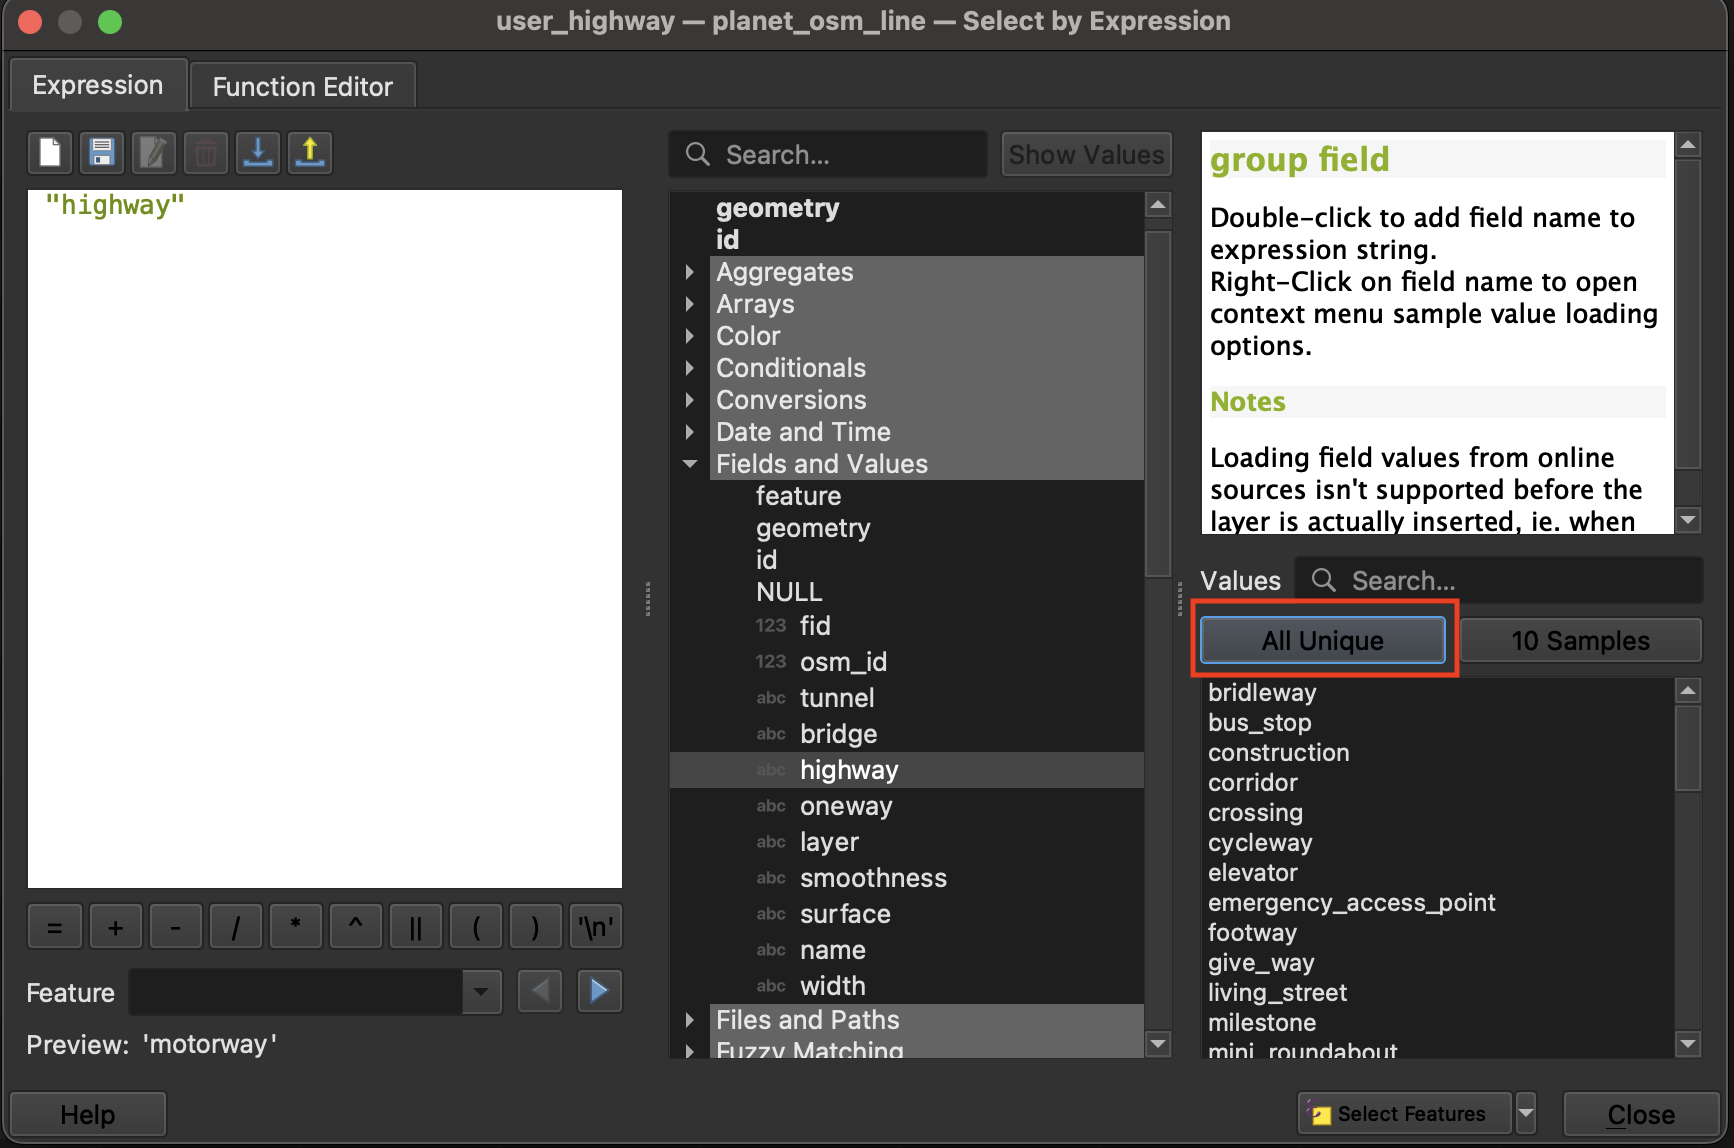 user_highway — planet_osm_line — Select by Expression
Expression
Function Editor
Search...
Show Values
"highway"
geometry
id
Aggregates
Arrays
Color
Conditionals
Conversions
Date and Time
Fields and Values
feature
geometry
id
NULL
123 fid
123 osm_id
abc tunnel
abc bridge
abc highway
abc oneway
abc layer
abc smoothness
abc surface
abc name
abc width
Files and Paths
Fuzzy Matching
group field
Double-click to add field name to
expression string.
Right-Click on field name to open
context menu sample value loading
options.
Notes
Loading field values from online
sources isn't supported before the
layer is actually inserted, ie. when
Values
Search...
All Unique
10 Samples
bridleway
bus_stop
construction
corridor
crossing
cycleway
elevator
emergency_access_point
footway
give_way
living_street
milestone
mini_roundabout
= + - / * ^ || ( ) '\n'
Feature
Preview: 'motorway'
Help
Select Features
Close